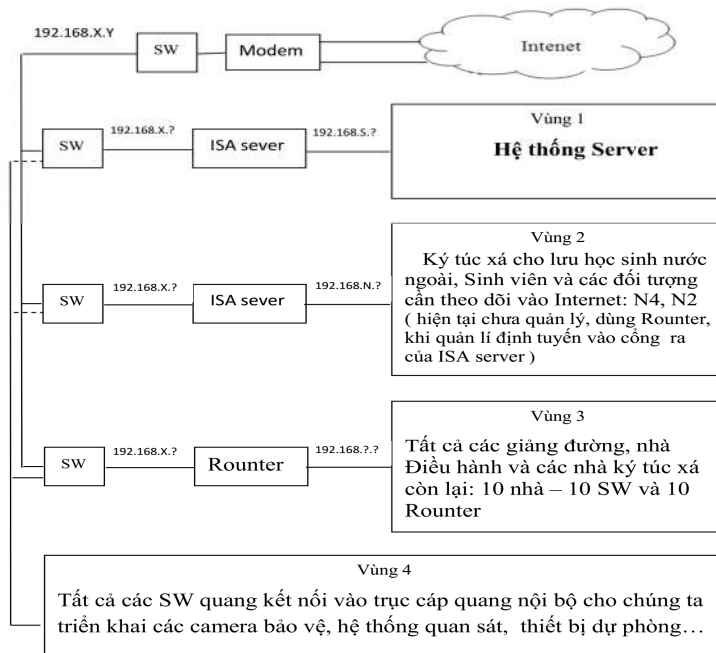 192.168.X.Y
SW
Modem
Intenet
SW
192.168.X.?
ISA sever
192.168.S.?
Vùng 1
Hệ thống Server
SW
192.168.X.?
ISA sever
192.168.N.?
Vùng 2
Ký túc xá cho lưu học sinh nước
ngoài, Sinh viên và các đối tượng
cần theo dõi vào Internet: N4, N2
( hiện tại chưa quản lý, dùng Rounter,
khi quản lí định tuyến vào cổng ra
của ISA server )
SW
192.168.X.?
Rounter
192.168.?.?
Vùng 3
Tất cả các giảng đường, nhà
Điều hành và các nhà ký túc xá
còn lại: 10 nhà – 10 SW và 10
Rounter
Vùng 4
Tất cả các SW quang kết nối vào trục cáp quang nội bộ cho chúng ta
triển khai các camera bảo vệ, hệ thống quan sát, thiết bị dự phòng…